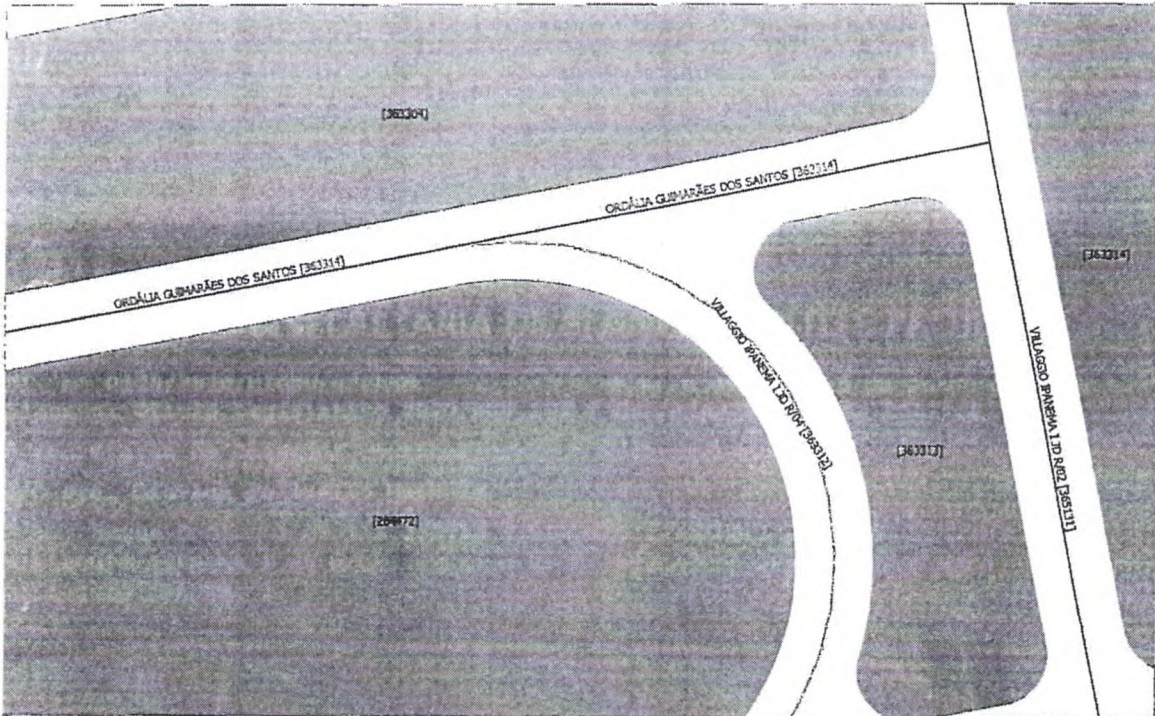 [363304]
ORDÁLIA GUIMARÃES DOS SANTOS [363314]
ORDÁLIA GUIMARÃES DOS SANTOS [363314]
[363314]
VILLAGGIO IPANEMA I JD R/04 [363312]
VILLAGGIO IPANEMA I JD R/02 [365131]
[363313]